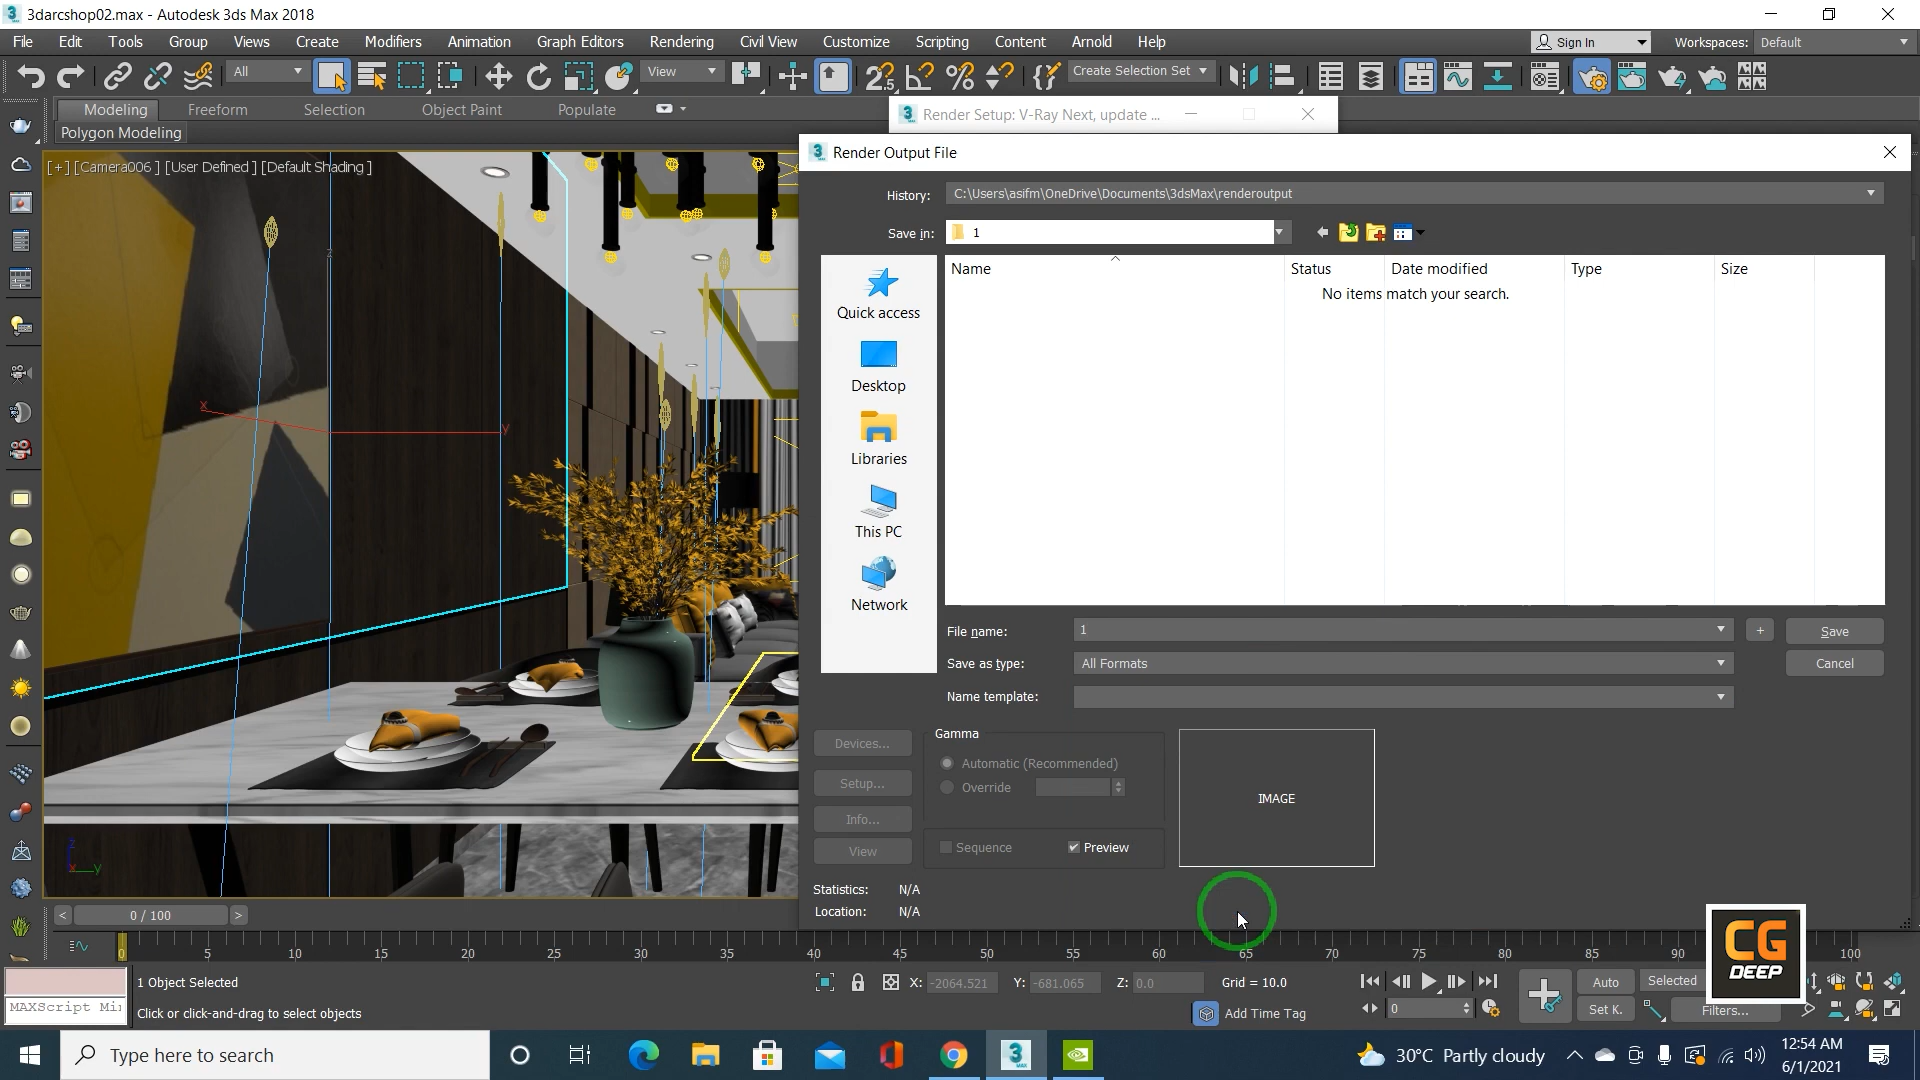 3darcshop02.max - Autodesk 3ds Max 2018
File Edit Tools Group Views Create Modifiers Animation Graph Editors Rendering Civil View Customize Scripting Content Arnold Help
Sign In Workspaces: Default
All View Create Selection Set
Modeling Freeform Selection Object Paint Populate
Polygon Modeling
Render Setup: V-Ray Next, update ...
[+] [Camera006 ] [User Defined ] [Default Shading ]
Render Output File
History: C:\Users\asifm\OneDrive\Documents\3dsMax\renderoutput
Save in: 1
Name Status Date modified Type Size
No items match your search.
Quick access
Desktop
Libraries
This PC
Network
File name: 1 + Save
Save as type: All Formats Cancel
Name template:
Devices...
Setup...
Info...
View
Gamma
Automatic (Recommended)
Override
Sequence Preview
IMAGE
Statistics: N/A
Location: N/A
x y z
z x y
< 0 / 100 >
0 5 10 15 20 25 30 35 40 45 50 55 60 65 70 75 80 85 90 100
CG
DEEP
1 Object Selected
X: -2064.521 Y: -681.065 Z: 0.0 Grid = 10.0
Auto Selected
MAXScript Mi
Click or click-and-drag to select objects
Add Time Tag
0
Set K. Filters...
Type here to search
30°C Partly cloudy
12:54 AM
6/1/2021